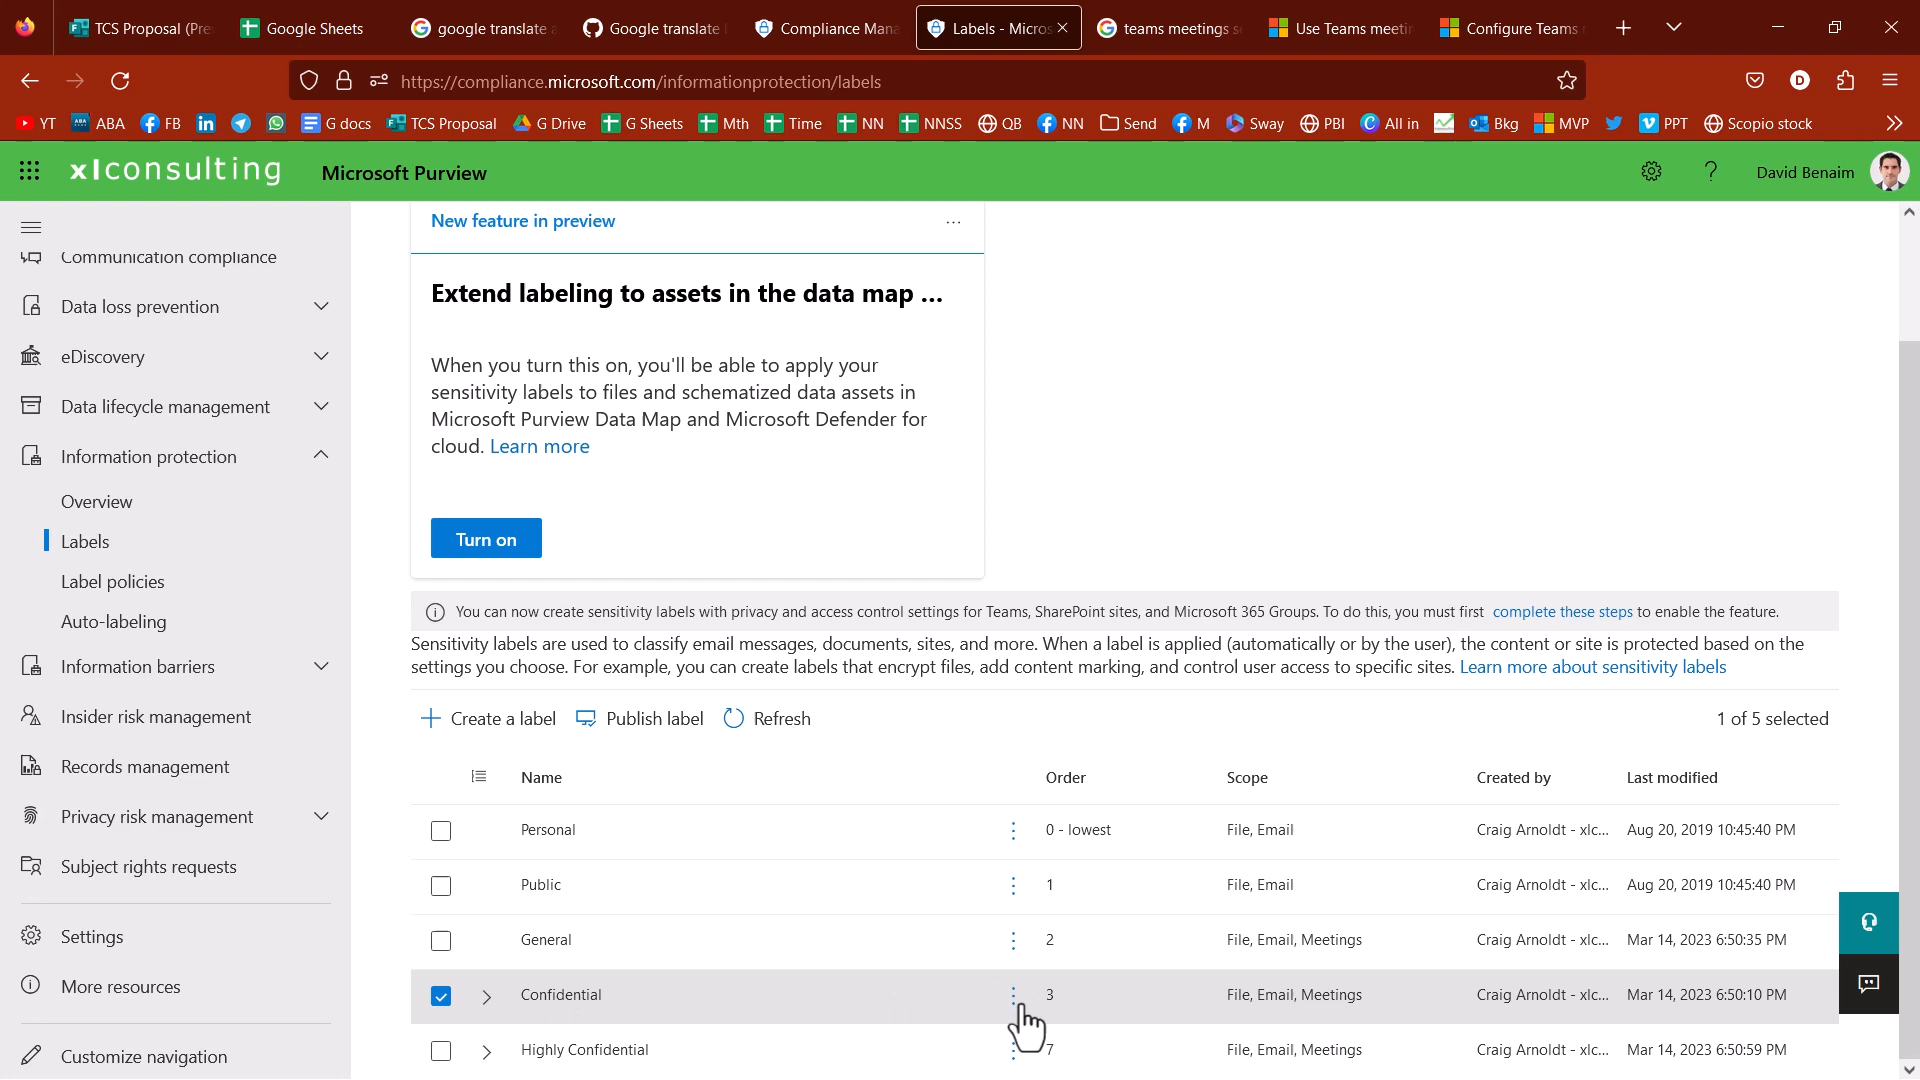 TCS Proposal (Pre
Google Sheets
google translate a
Google translate
Compliance Mana
Labels - Micros
teams meetings s
Use Teams meetin
Configure Teams
https://compliance.microsoft.com/informationprotection/labels
YT
ABA
FB
G docs
TCS Proposal
G Drive
G Sheets
Mth
Time
NN
NNSS
QB
NN
Send
M
Sway
PBI
All in
Bkg
MVP
PPT
Scopio stock
xlconsulting
Microsoft Purview
David Benaim
Communication compliance
Data loss prevention
eDiscovery
Data lifecycle management
Information protection
Overview
Labels
Label policies
Auto-labeling
Information barriers
Insider risk management
Records management
Privacy risk management
Subject rights requests
Settings
More resources
Customize navigation
New feature in preview
Extend labeling to assets in the data map ...
When you turn this on, you'll be able to apply your
sensitivity labels to files and schematized data assets in
Microsoft Purview Data Map and Microsoft Defender for
cloud. Learn more
Turn on
You can now create sensitivity labels with privacy and access control settings for Teams, SharePoint sites, and Microsoft 365 Groups. To do this, you must first complete these steps to enable the feature.
Sensitivity labels are used to classify email messages, documents, sites, and more. When a label is applied (automatically or by the user), the content or site is protected based on the
settings you choose. For example, you can create labels that encrypt files, add content marking, and control user access to specific sites. Learn more about sensitivity labels
Create a label
Publish label
Refresh
1 of 5 selected
Name Order Scope Created by Last modified
Personal 0 - lowest File, Email Craig Arnoldt - xlc... Aug 20, 2019 10:45:40 PM
Public 1 File, Email Craig Arnoldt - xlc... Aug 20, 2019 10:45:40 PM
General 2 File, Email, Meetings Craig Arnoldt - xlc... Mar 14, 2023 6:50:35 PM
Confidential 3 File, Email, Meetings Craig Arnoldt - xlc... Mar 14, 2023 6:50:10 PM
Highly Confidential 7 File, Email, Meetings Craig Arnoldt - xlc... Mar 14, 2023 6:50:59 PM